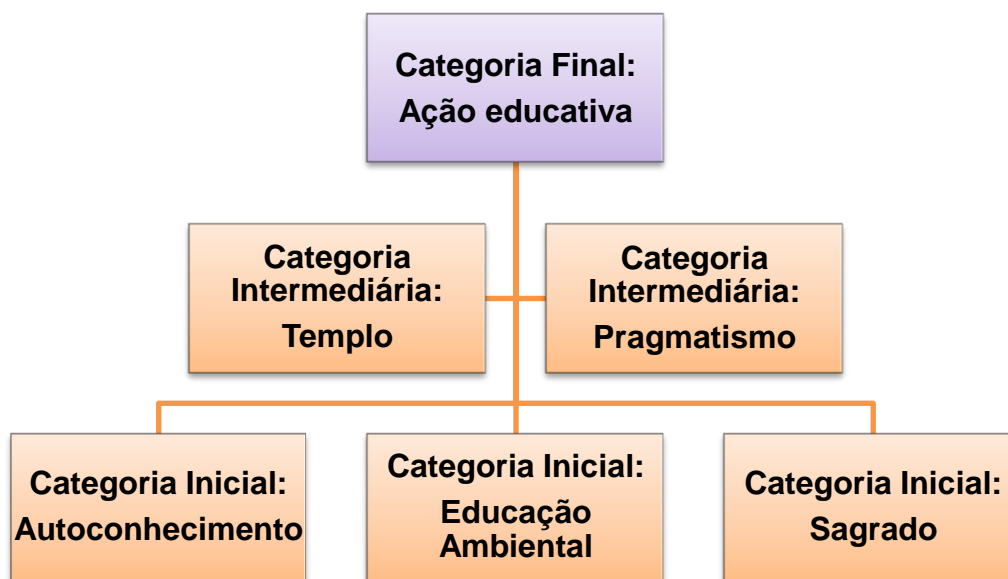 Categoria Final:
Ação educativa
Categoria
Intermediária:
Templo
Categoria
Intermediária:
Pragmatismo
Categoria Inicial:
Autoconhecimento
Categoria Inicial:
Educação
Ambiental
Categoria Inicial:
Sagrado